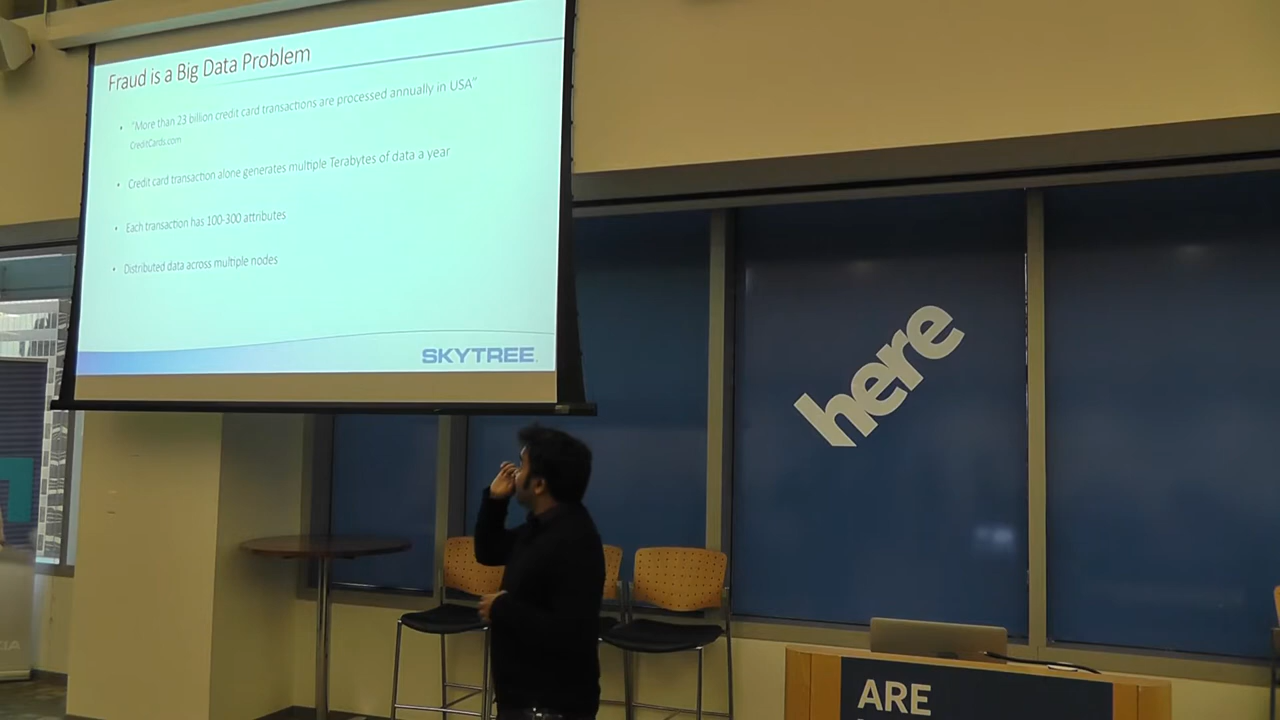 Fraud is a Big Data Problem
• "More than 23 billion credit card transactions are processed annually in USA"
CreditCards.com
• Credit card transaction alone generates multiple Terabytes of data a year
• Each transaction has 100-300 attributes
• Distributed data across multiple nodes
SKYTREE
here
ARE